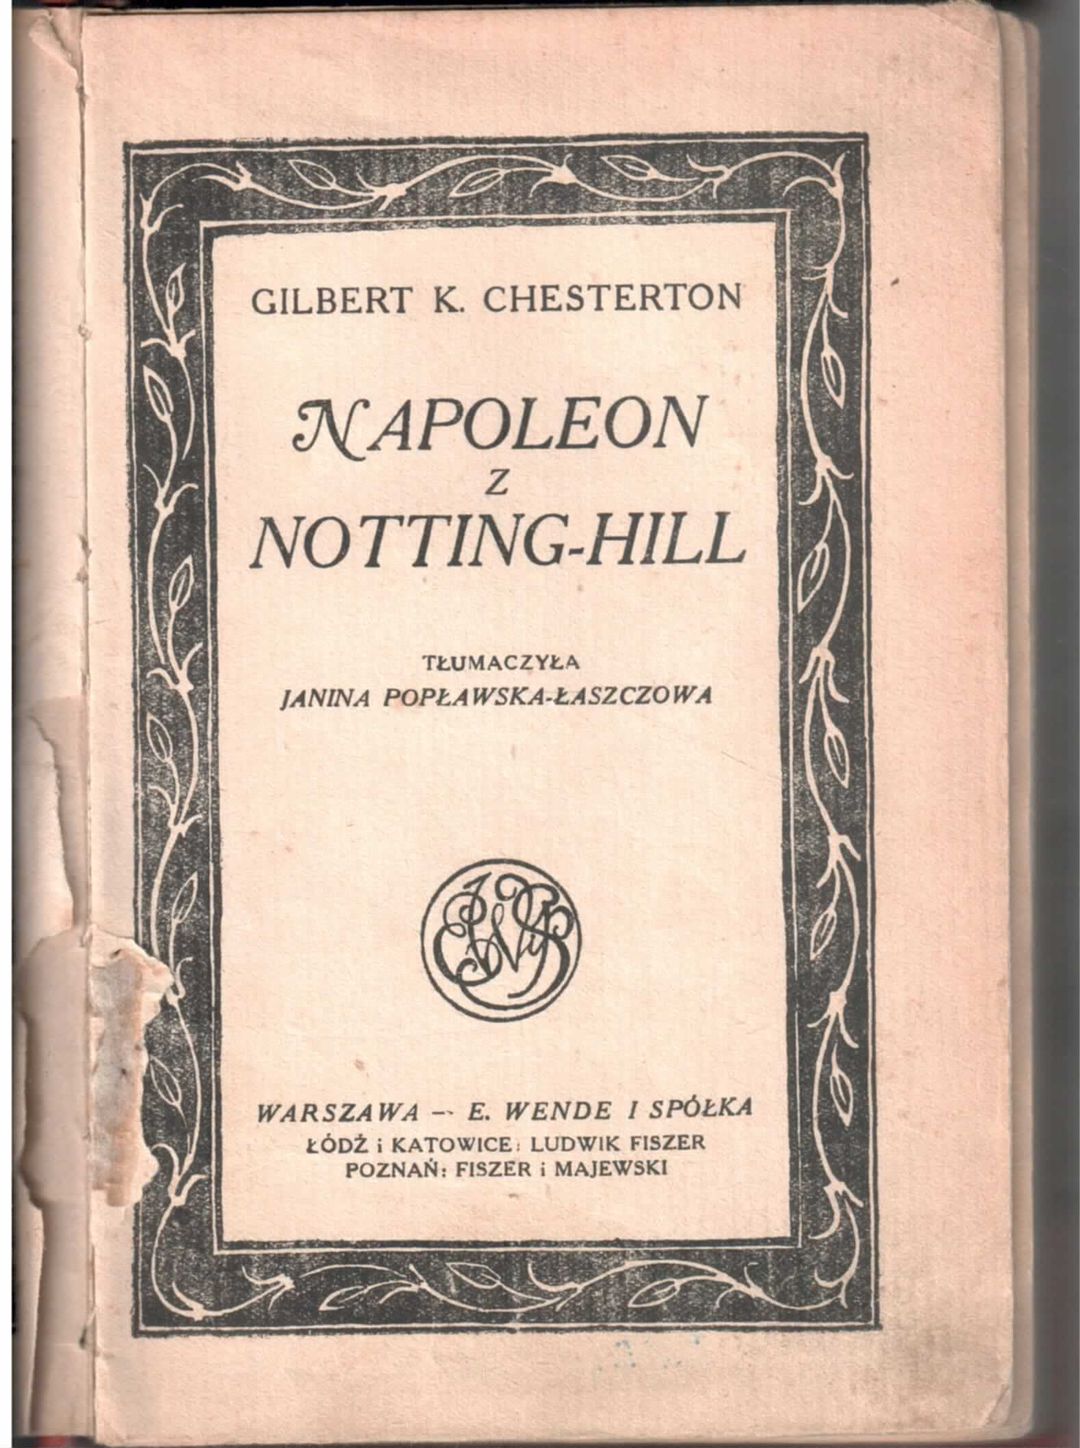 GILBERT K. CHESTERTON
NAPOLEON
Z
NOTTING-HILL
TŁUMACZYŁA
JANINA POPŁAWSKA-ŁASZCZOWA
WARSZAWA — E. WENDE I SPÓŁKA
ŁÓDŹ i KATOWICE: LUDWIK FISZER
POZNAŃ: FISZER i MAJEWSKI